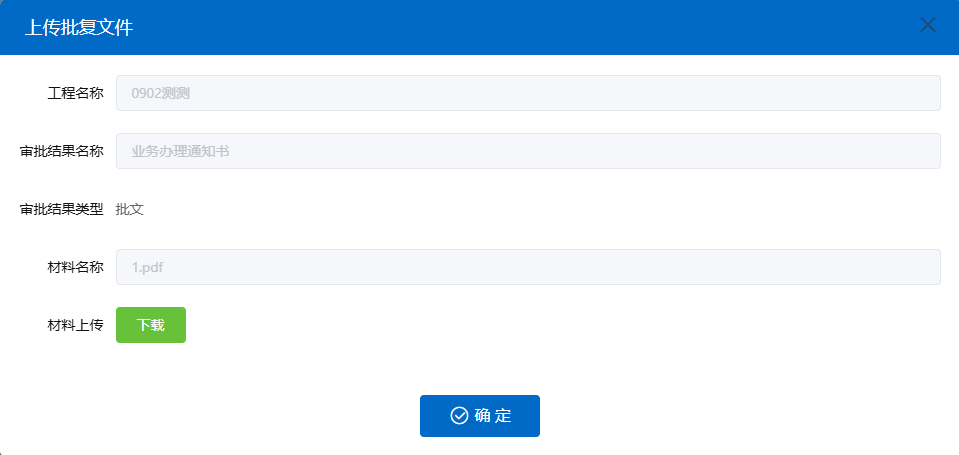 上传批复文件
工程名称 0902测测
审批结果名称 业务办理通知书
审批结果类型 批文
材料名称 1.pdf
材料上传 下载
确 定